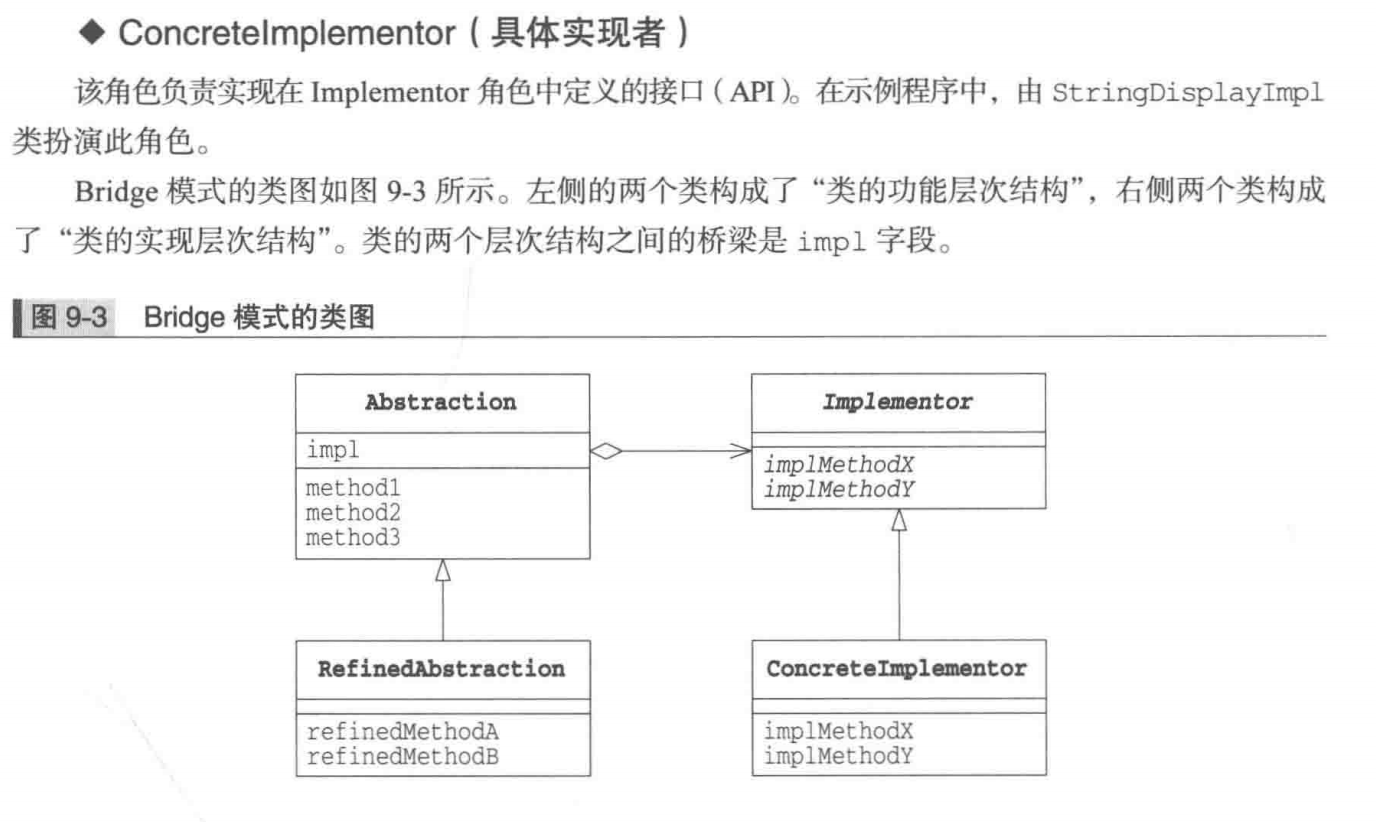 ◆ ConcreteImplementor（具体实现者）
该角色负责实现在 Implementor 角色中定义的接口（API）。在示例程序中，由 StringDisplayImpl
类扮演此角色。
Bridge 模式的类图如图 9-3 所示。左侧的两个类构成了“类的功能层次结构”，右侧两个类构成
了“类的实现层次结构”。类的两个层次结构之间的桥梁是 impl 字段。
图 9-3 Bridge 模式的类图
Abstraction
impl
method1
method2
method3
Implementor
implMethodX
implMethodY
RefinedAbstraction
refinedMethodA
refinedMethodB
ConcreteImplementor
implMethodX
implMethodY